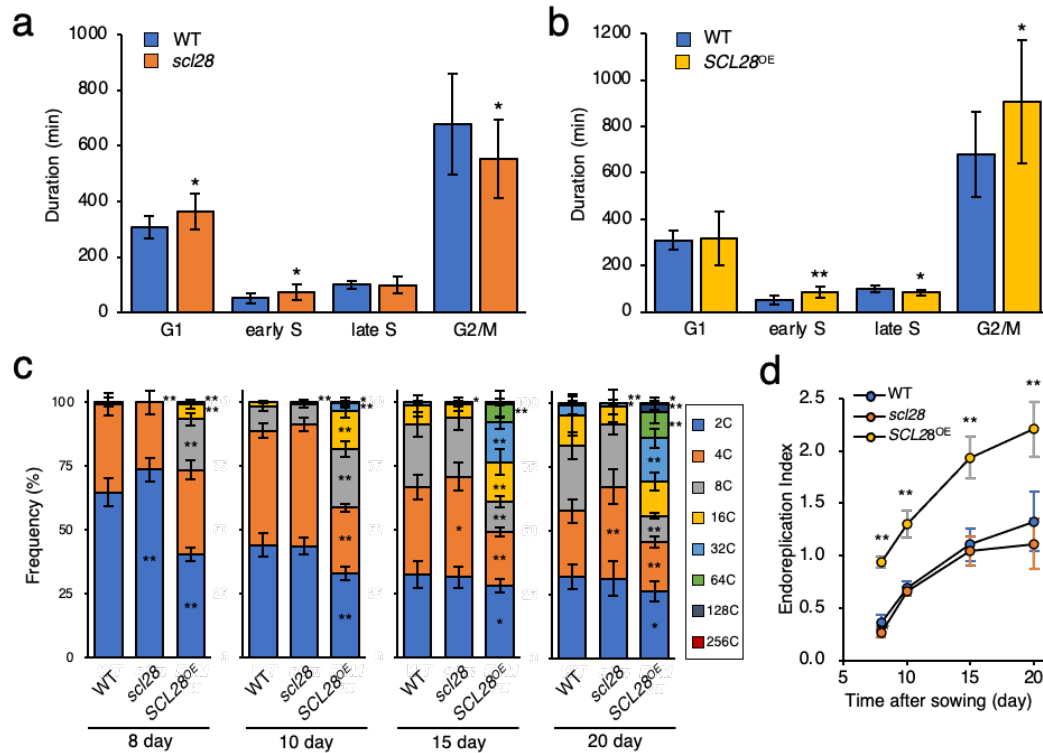 a
WT
scl28
Duration (min)
1000
800
600
400
200
0
* * *
G1 early S late S G2/M
b
WT
SCL28OE
Duration (min)
1200
1000
800
600
400
200
0
** * *
G1 early S late S G2/M
c
Frequency (%)
100
75
50
25
0
WT scl28 SCL28OE WT scl28 SCL28OE WT scl28 SCL28OE WT scl28 SCL28OE
8 day 10 day 15 day 20 day
2C
4C
8C
16C
32C
64C
128C
256C
d
WT
scl28
SCL28OE
Endoreplication Index
2.5
2.0
1.5
1.0
0.5
0.0
** ** ** **
5 10 15 20
Time after sowing (day)